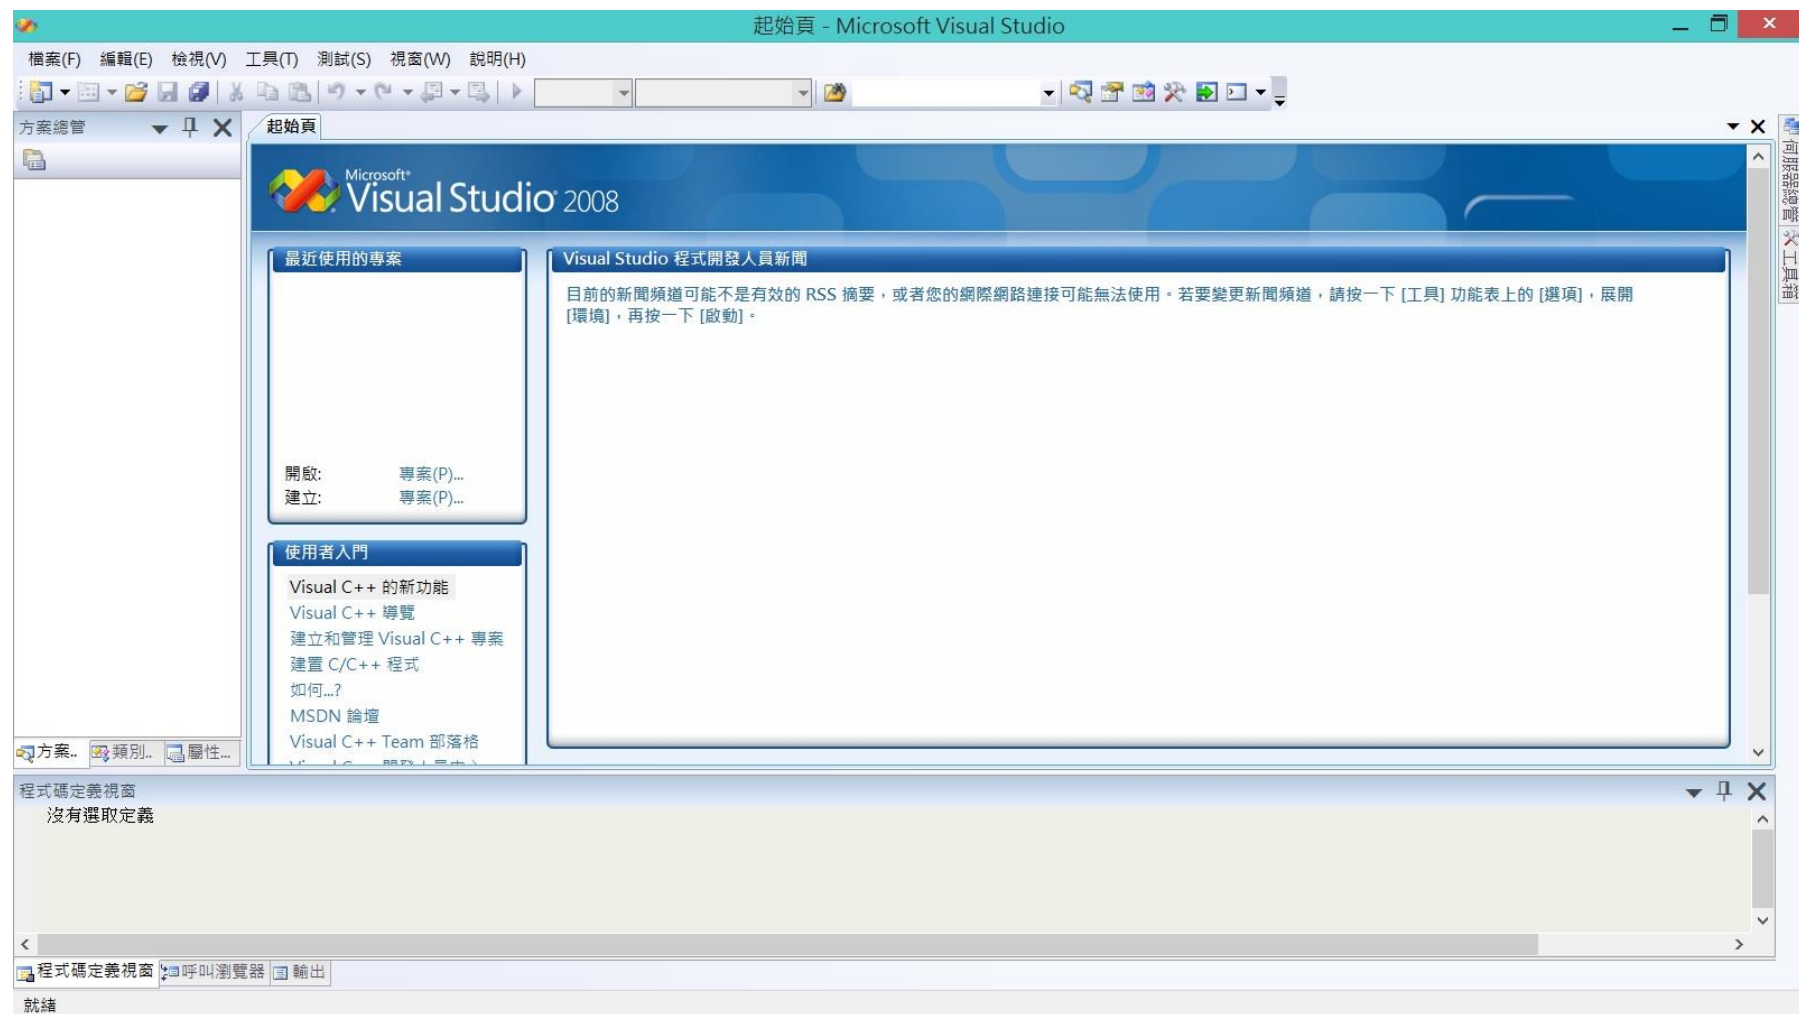 起始頁 - Microsoft Visual Studio
檔案(F) 編輯(E) 檢視(V) 工具(T) 測試(S) 視窗(W) 說明(H)
方案總管
起始頁
伺服器總管
工具箱
Microsoft®
Visual Studio® 2008
最近使用的專案
開啟: 專案(P)...
建立: 專案(P)...
Visual Studio 程式開發人員新聞
目前的新聞頻道可能不是有效的 RSS 摘要，或者您的網際網路連接可能無法使用。若要變更新聞頻道，請按一下 [工具] 功能表上的 [選項]，展開
[環境]，再按一下 [啟動]。
使用者入門
Visual C++ 的新功能
Visual C++ 導覽
建立和管理 Visual C++ 專案
建置 C/C++ 程式
如何...?
MSDN 論壇
Visual C++ Team 部落格
方案... 類別... 屬性...
程式碼定義視窗
沒有選取定義
程式碼定義視窗 呼叫瀏覽器 輸出
就緒